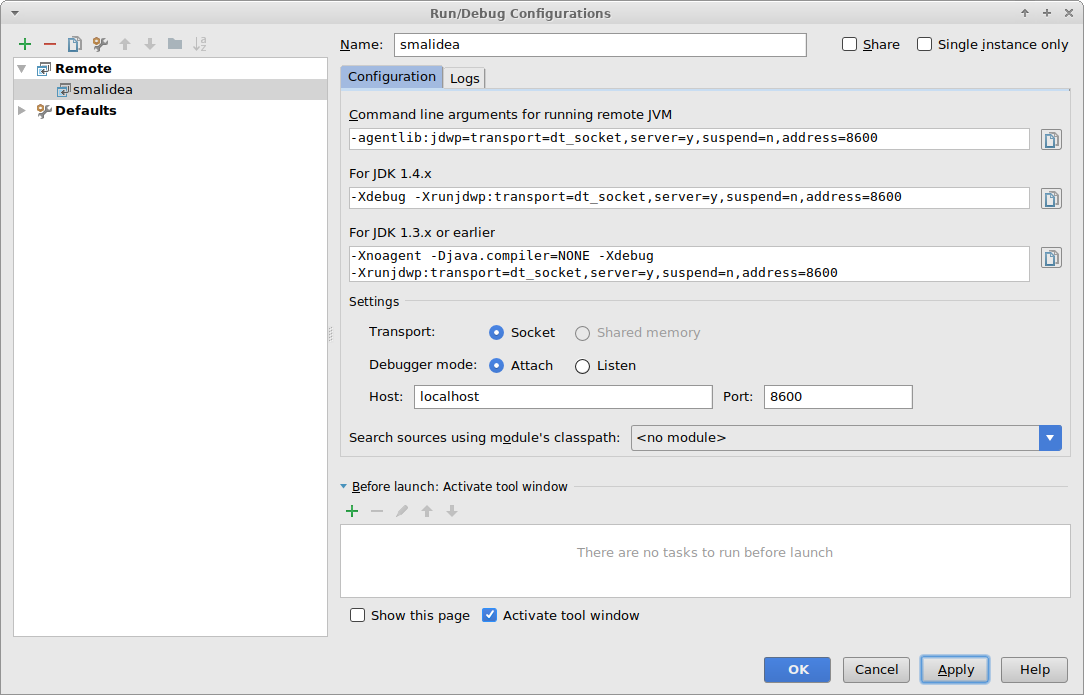 Run/Debug Configurations
Name: smalidea Share Single instance only
Remote
smalidea
Defaults
Configuration Logs
Command line arguments for running remote JVM
-agentlib:jdwp=transport=dt_socket,server=y,suspend=n,address=8600
For JDK 1.4.x
-Xdebug -Xrunjdwp:transport=dt_socket,server=y,suspend=n,address=8600
For JDK 1.3.x or earlier
-Xnoagent -Djava.compiler=NONE -Xdebug
-Xrunjdwp:transport=dt_socket,server=y,suspend=n,address=8600
Settings
Transport: Socket Shared memory
Debugger mode: Attach Listen
Host: localhost Port: 8600
Search sources using module's classpath: <no module>
Before launch: Activate tool window
There are no tasks to run before launch
Show this page Activate tool window
OK Cancel Apply Help